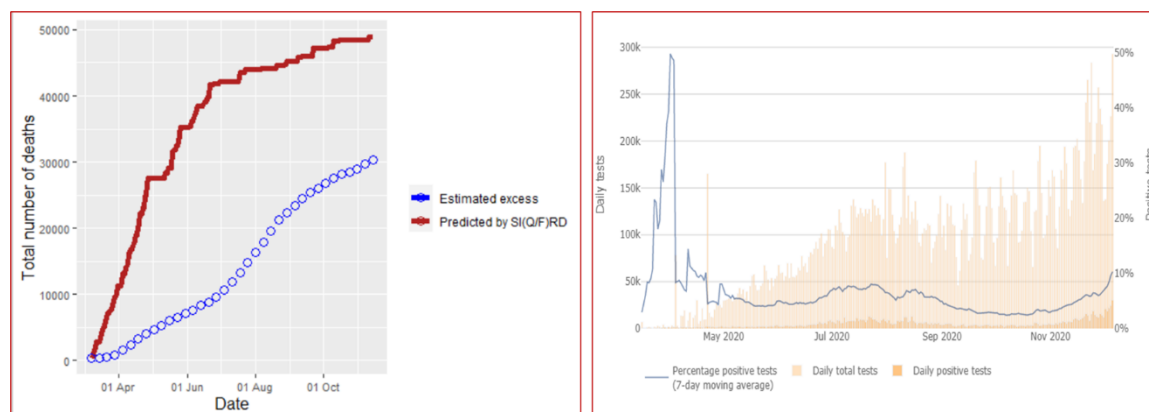 50000
40000
30000
20000
10000
0
Total number of deaths
01 Apr
01 Jun
01 Aug
01 Oct
Date
Estimated excess
Predicted by SI(Q/F)RD
300k
250k
200k
150k
100k
50k
0
Daily tests
50%
40%
30%
20%
10%
0%
Positive tests
May 2020
Jul 2020
Sep 2020
Nov 2020
Percentage positive tests
(7-day moving average)
Daily total tests
Daily positive tests